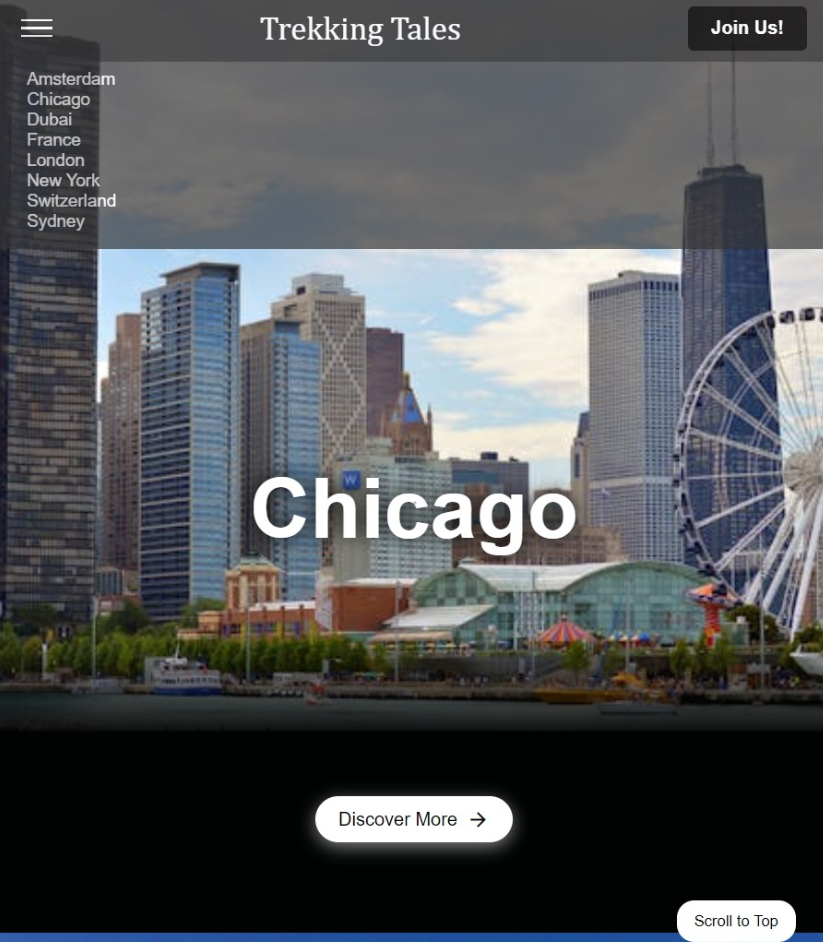 Trekking Tales
Join Us!
Amsterdam
Chicago
Dubai
France
London
New York
Switzerland
Sydney
W
Chicago
Discover More →
Scroll to Top